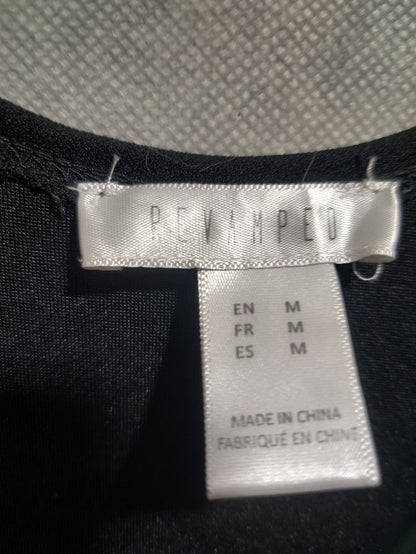 REVAMPED
EN M
FR M
ES M
MADE IN CHINA
FABRIQUÉ EN CHINE